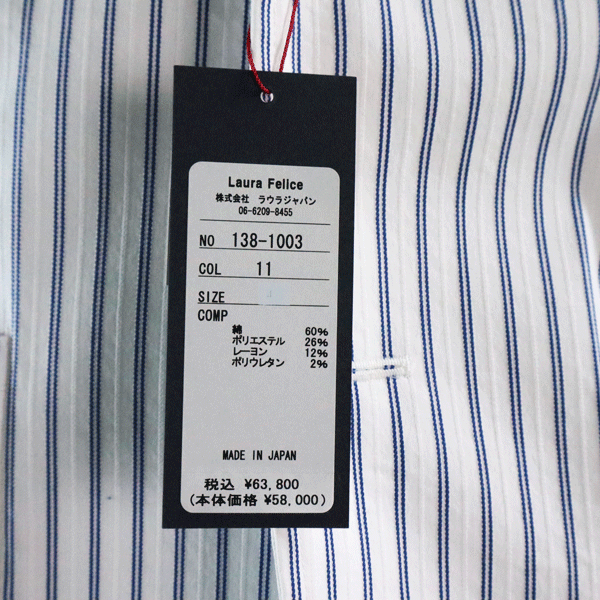 Laura Felice
株式会社 ラウラジャパン
06-6209-8455
NO 138-1003
COL 11
SIZE
COMP
綿 60%
ポリエステル 26%
レーヨン 12%
ポリウレタン 2%
MADE IN JAPAN
税込 ¥63,800
(本体価格 ¥58,000)